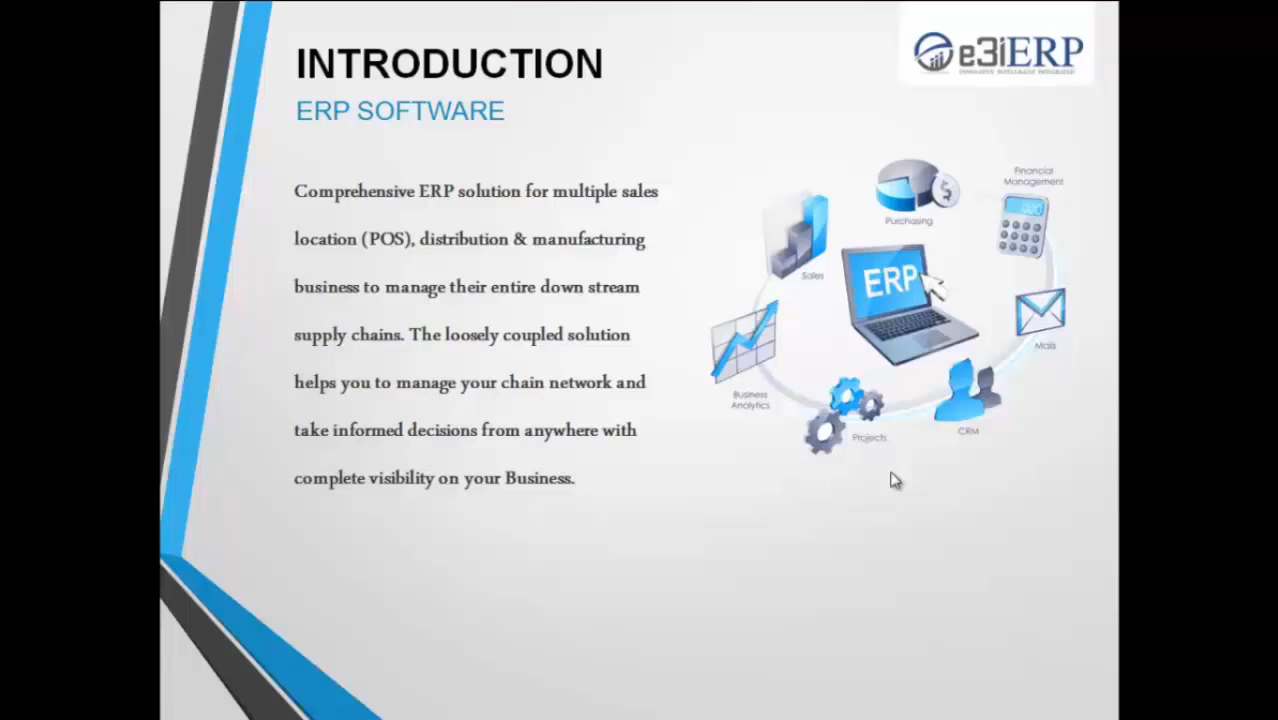 INTRODUCTION
ERP SOFTWARE
e3iERP
Comprehensive ERP solution for multiple sales
location (POS), distribution & manufacturing
business to manage their entire down stream
supply chains. The loosely coupled solution
helps you to manage your chain network and
take informed decisions from anywhere with
complete visibility on your Business.
Purchasing
Financial
Management
Sales
ERP
Mails
Business
Analytics
Projects
CRM